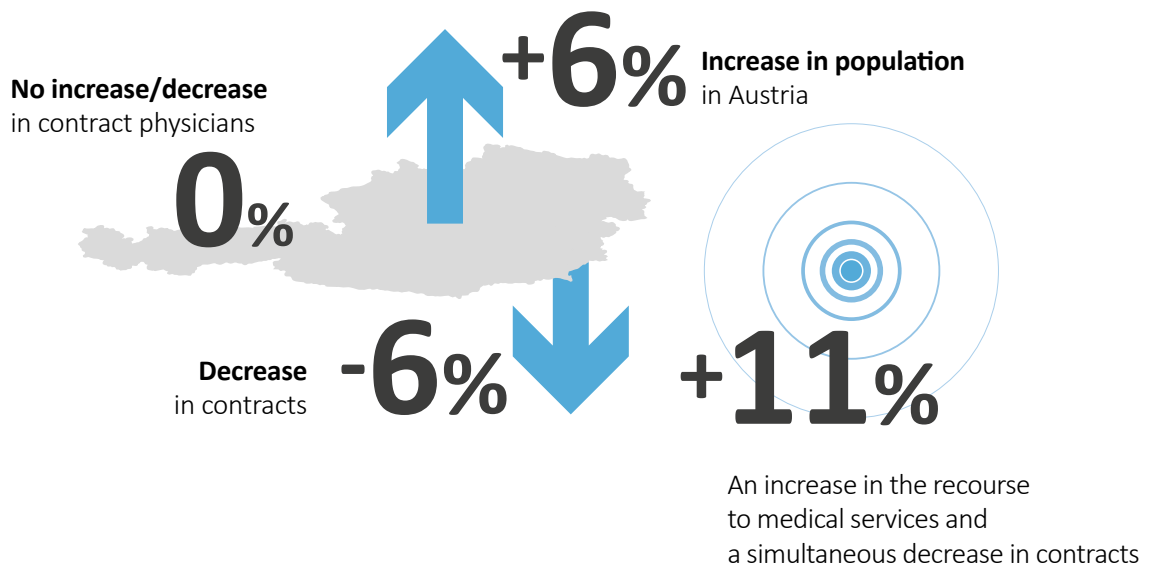 No increase/decrease
in contract physicians
0%
+6%
Increase in population
in Austria
Decrease
in contracts
-6%
+11%
An increase in the recourse
to medical services and
a simultaneous decrease in contracts